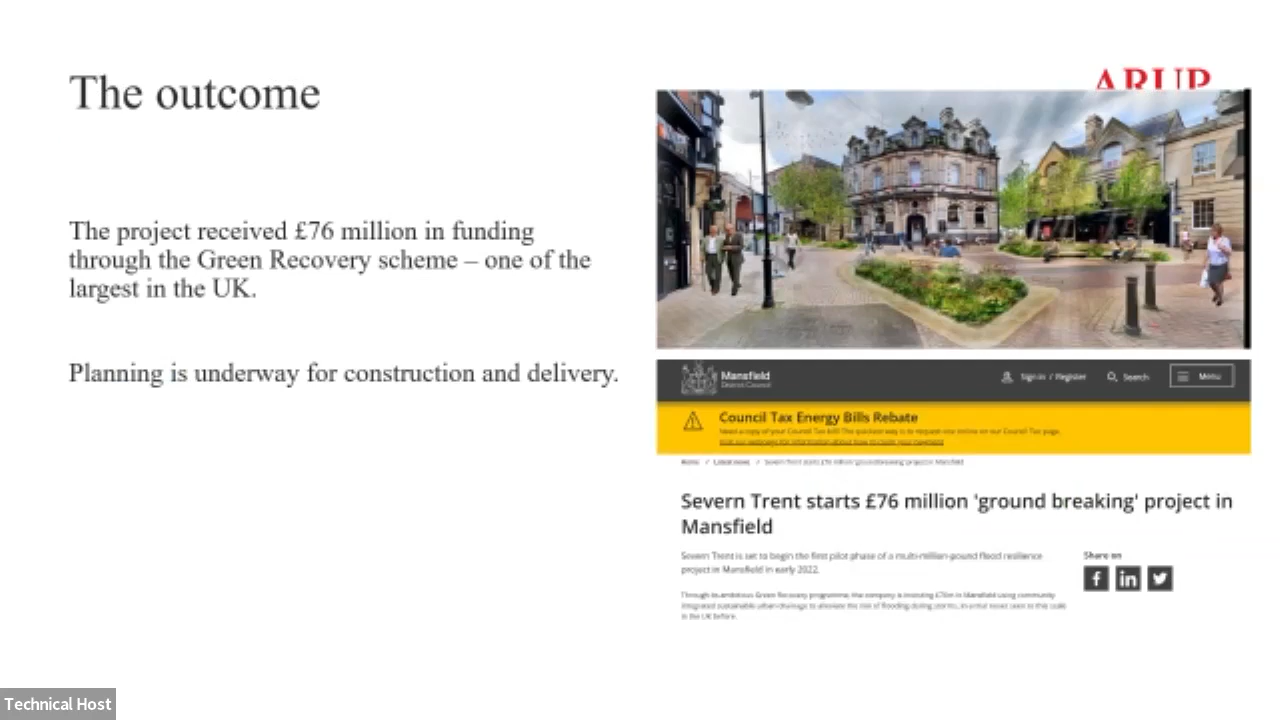 The outcome
ARUP
The project received £76 million in funding
through the Green Recovery scheme – one of the
largest in the UK.
Planning is underway for construction and delivery.
Mansfield
District Council
Sign in / Register
Search
Menu
Council Tax Energy Bills Rebate
Home / Latest news / Severn Trent starts £76 million 'ground breaking' project in Mansfield
Severn Trent starts £76 million 'ground breaking' project in
Mansfield
Severn Trent is set to begin the first pilot phase of a multi-million-pound flood resilience
project in Mansfield in early 2022.
Share on
Through its ambitious Green Recovery programme, the company is investing £76m in Mansfield using community
integrated sustainable urban drainage to alleviate the risk of flooding during storms, in a trial never seen to this scale
in the UK before.
Technical Host